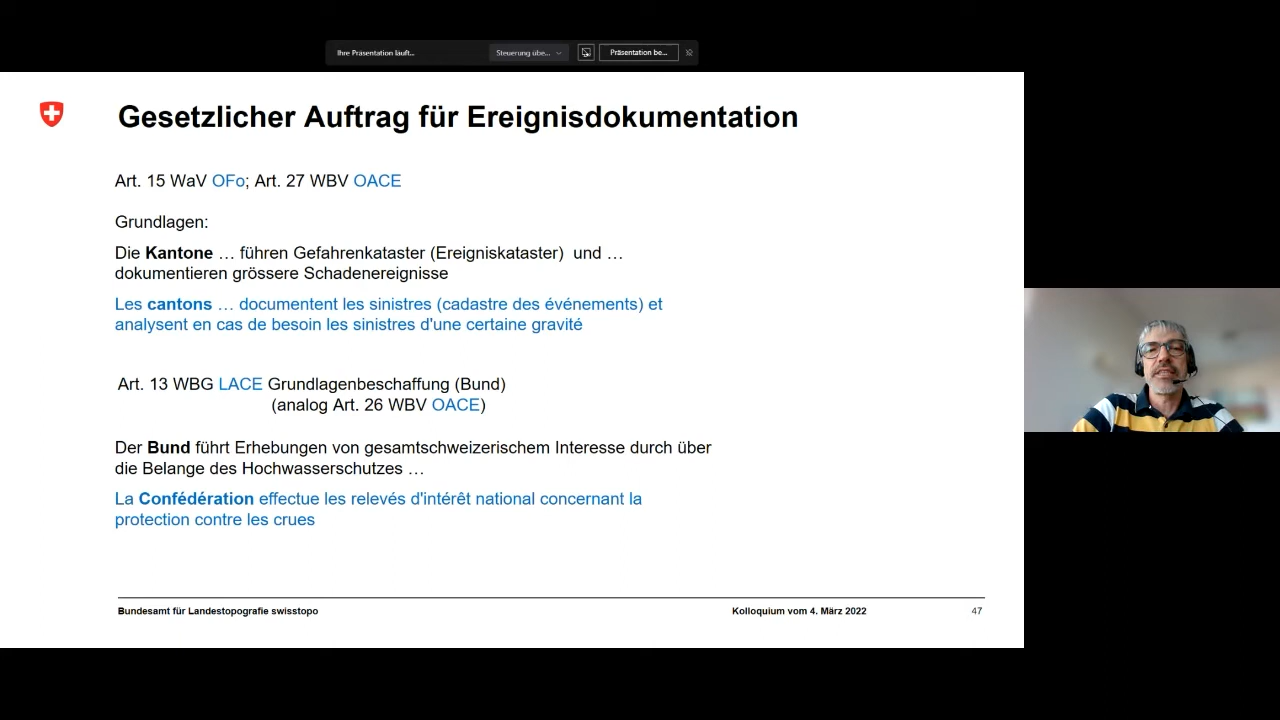 Ihre Präsentation läuft...
Steuerung übe...
Präsentation be...
Gesetzlicher Auftrag für Ereignisdokumentation
Art. 15 WaV OFo; Art. 27 WBV OACE
Grundlagen:
Die Kantone … führen Gefahrenkataster (Ereigniskataster) und …
dokumentieren grössere Schadenereignisse
Les cantons … documentent les sinistres (cadastre des événements) et
analysent en cas de besoin les sinistres d'une certaine gravité
Art. 13 WBG LACE Grundlagenbeschaffung (Bund)
(analog Art. 26 WBV OACE)
Der Bund führt Erhebungen von gesamtschweizerischem Interesse durch über
die Belange des Hochwasserschutzes …
La Confédération effectue les relevés d'intérêt national concernant la
protection contre les crues
Bundesamt für Landestopografie swisstopo
Kolloquium vom 4. März 2022
47